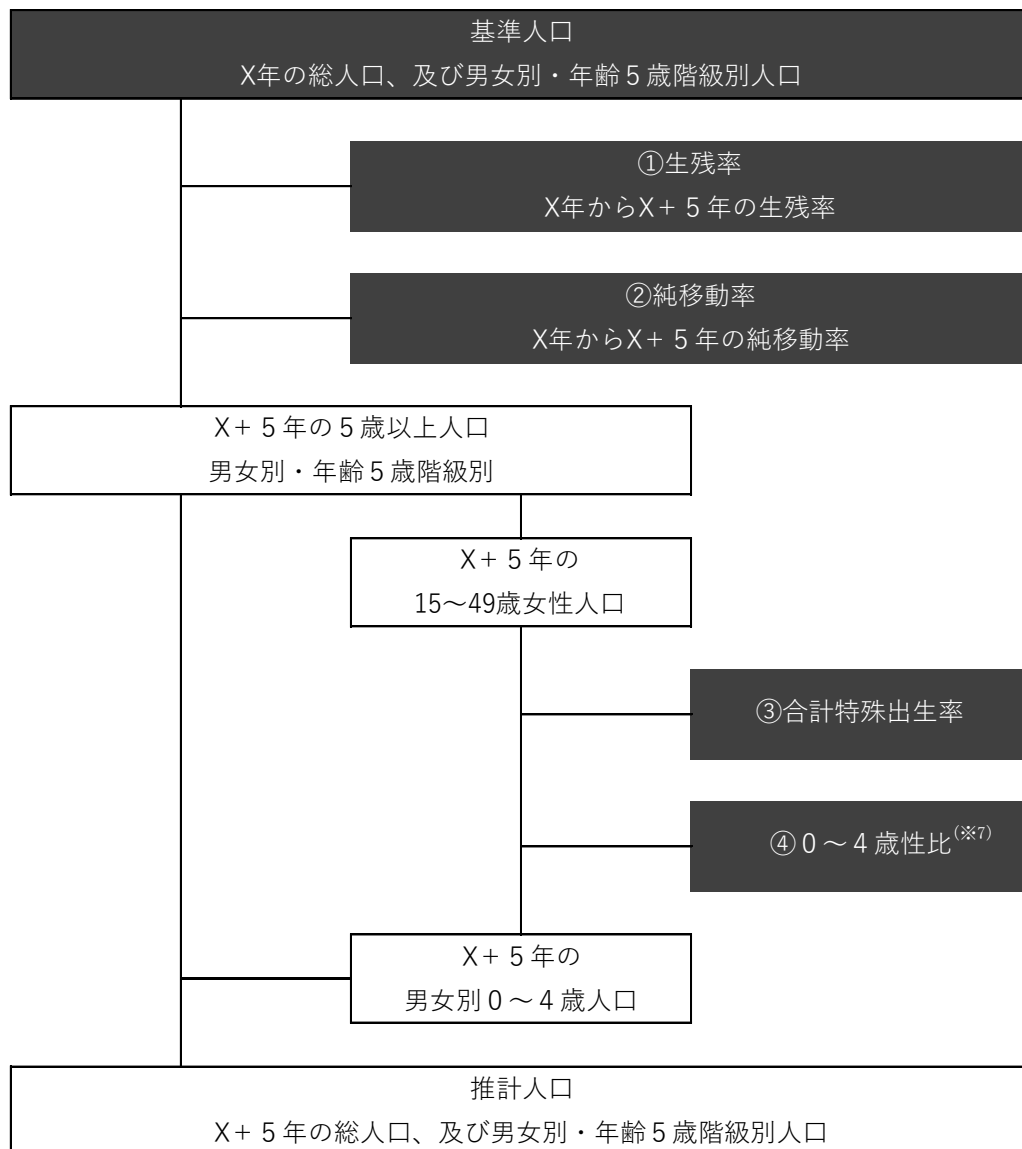 基準人口
X年の総人口、及び男女別・年齢５歳階級別人口
①生残率
X年からX＋５年の生残率
②純移動率
X年からX＋５年の純移動率
X＋５年の５歳以上人口
男女別・年齢５歳階級別
X＋５年の
15～49歳女性人口
③合計特殊出生率
④０～４歳性比(※7)
X＋５年の
男女別０～４歳人口
推計人口
X＋５年の総人口、及び男女別・年齢５歳階級別人口